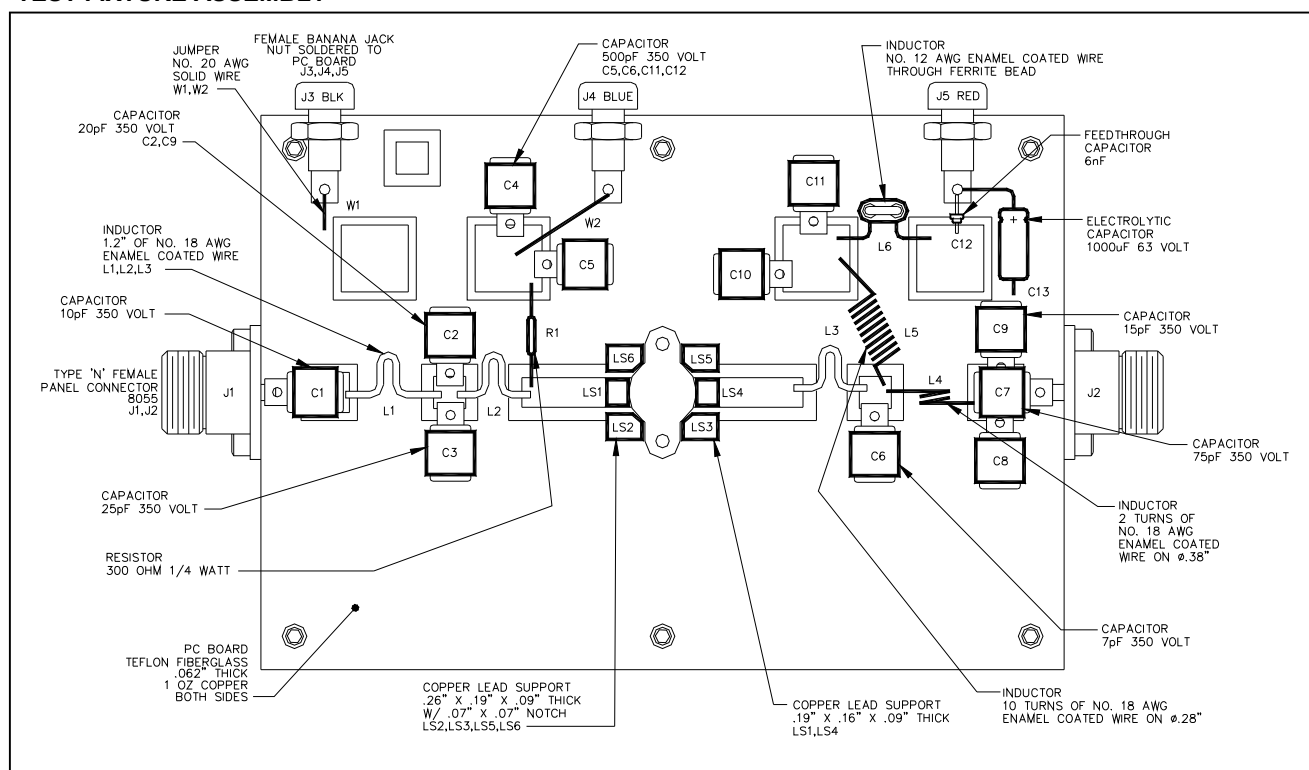 TEST FIXTURE ASSEMBLY
JUMPER
NO. 20 AWG
SOLID WIRE
W1,W2
FEMALE BANANA JACK
NUT SOLDERED TO
PC BOARD
J3,J4,J5
CAPACITOR
500pF 350 VOLT
C5,C6,C11,C12
INDUCTOR
NO. 12 AWG ENAMEL COATED WIRE
THROUGH FERRITE BEAD
J3 BLK
J4 BLUE
J5 RED
CAPACITOR
20pF 350 VOLT
C2,C9
FEEDTHROUGH
CAPACITOR
6nF
C4
C11
W1
W2
L6
C12
+
ELECTROLYTIC
CAPACITOR
1000uF 63 VOLT
INDUCTOR
1.2" OF NO. 18 AWG
ENAMEL COATED WIRE
L1,L2,L3
C5
C10
C13
CAPACITOR
10pF 350 VOLT
C2
R1
L3
L5
C9
CAPACITOR
15pF 350 VOLT
LS6
LS5
TYPE 'N' FEMALE
PANEL CONNECTOR
8055
J1,J2
J1
C1
L1
L2
LS1
LS4
L4
C7
J2
LS2
LS3
C3
C6
C8
CAPACITOR
75pF 350 VOLT
CAPACITOR
25pF 350 VOLT
INDUCTOR
2 TURNS OF
NO. 18 AWG
ENAMEL COATED
WIRE ON ø.38"
RESISTOR
300 OHM 1/4 WATT
CAPACITOR
7pF 350 VOLT
PC BOARD
TEFLON FIBERGLASS
.062" THICK
1 OZ COPPER
BOTH SIDES
COPPER LEAD SUPPORT
.26" X .19" X .09" THICK
W/ .07" X .07" NOTCH
LS2,LS3,LS5,LS6
COPPER LEAD SUPPORT
.19" X .16" X .09" THICK
LS1,LS4
INDUCTOR
10 TURNS OF NO. 18 AWG
ENAMEL COATED WIRE ON ø.28"